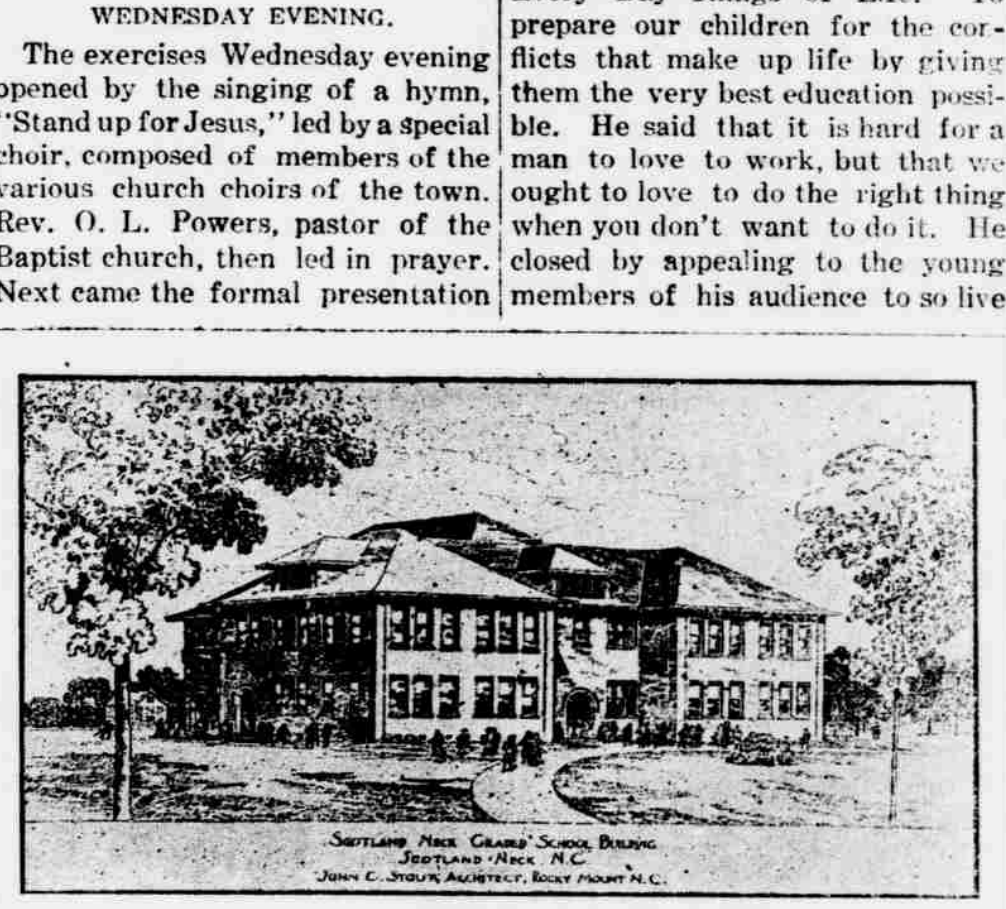 WEDNESDAY EVENING.
The exercises Wednesday evening
opened by the singing of a hymn,
"Stand up for Jesus," led by a special
choir, composed of members of the
various church choirs of the town.
Rev. O. L. Powers, pastor of the
Baptist church, then led in prayer.
Next came the formal presentation
prepare our children for the con-
flicts that make up life by giving
them the very best education possi-
ble. He said that it is hard for a
man to love to work, but that we
ought to love to do the right thing
when you don't want to do it. He
closed by appealing to the young
members of his audience to so live
SCOTLAND NECK GRADED SCHOOL BUILDING
SCOTLAND NECK N.C.
JOHN C. STOUT, ARCHITECT, ROCKY MOUNT N.C.